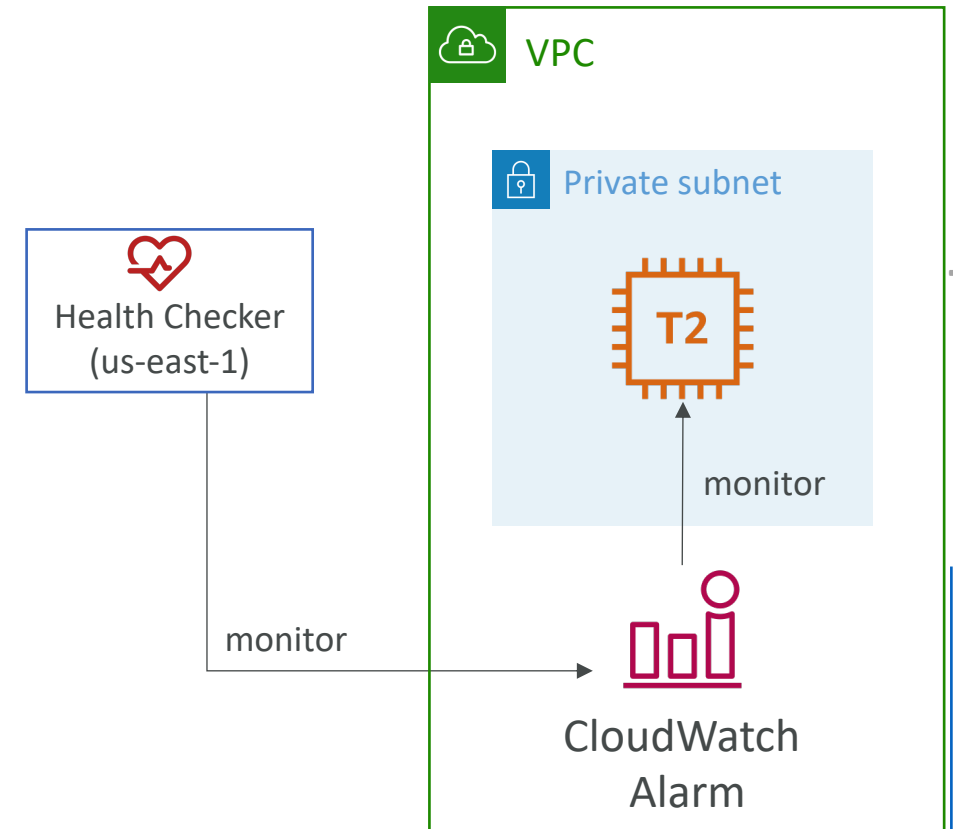 VPC
Private subnet
T2
Health Checker
(us-east-1)
monitor
monitor
CloudWatch
Alarm